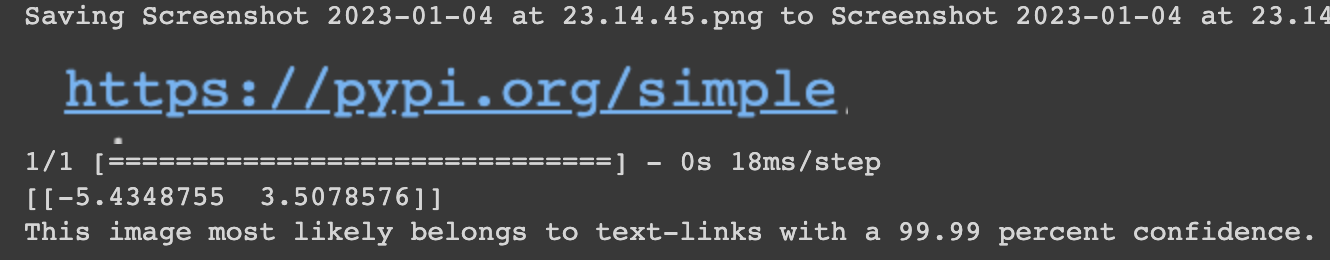 Saving Screenshot 2023-01-04 at 23.14.45.png to Screenshot 2023-01-04 at 23.14
https://pypi.org/simple
1/1 [==============================] - 0s 18ms/step
[[-5.4348755  3.5078576]]
This image most likely belongs to text-links with a 99.99 percent confidence.